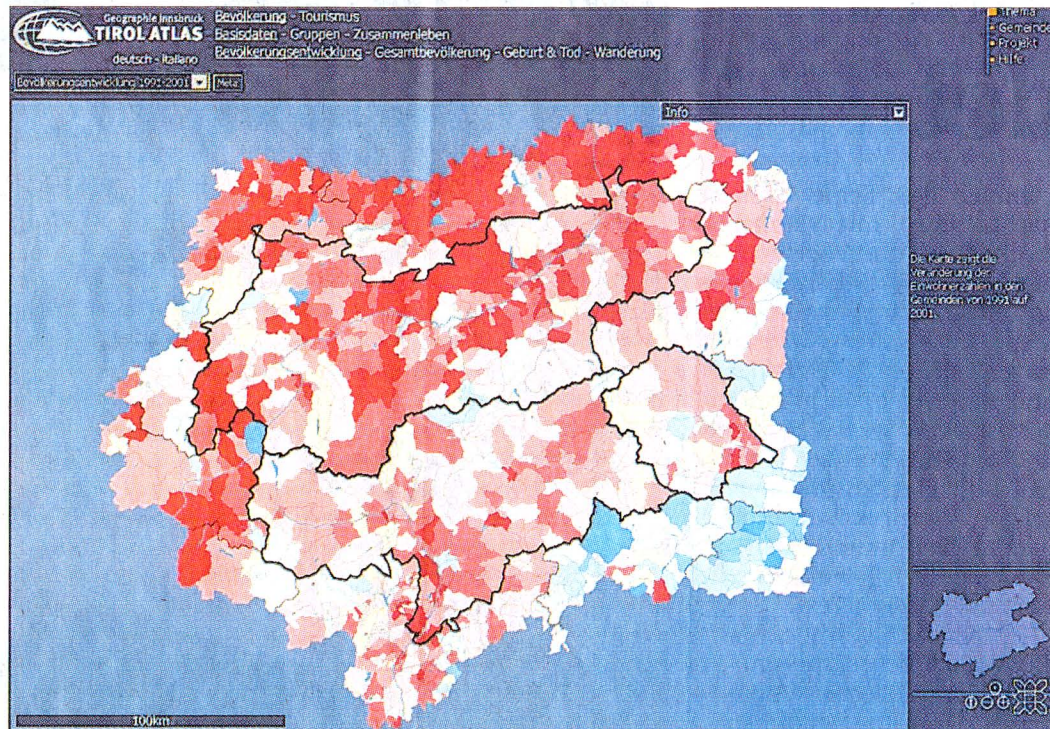 Geographie Innsbruck
TIROL ATLAS
deutsch - italiano
Bevölkerung - Tourismus
Basisdaten - Gruppen - Zusammenleben
Bevölkerungsentwicklung - Gesamtbevölkerung - Geburt & Tod - Wanderung
Thema
Gemeinde
Projekt
Hilfe
Bevölkerungsentwicklung 1991-2001
Meta
Info
Die Karte zeigt die
Veränderung der
Einwohnerzahlen in den
Gemeinden von 1991 auf
2001.
100km